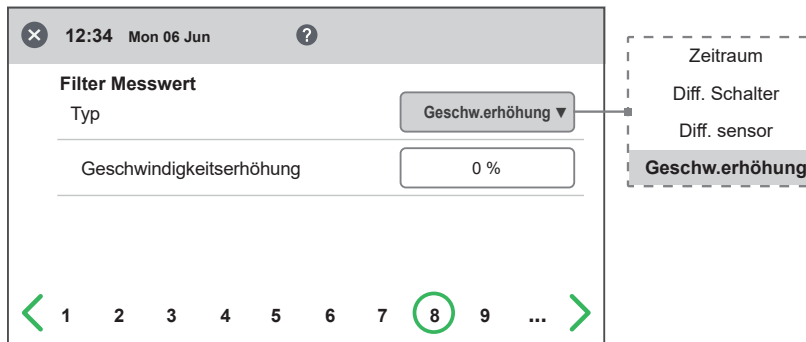 12:34 Mon 06 Jun ?
Filter Messwert
Typ
Geschw.erhöhung ▼
Geschwindigkeitserhöhung
0 %
1 2 3 4 5 6 7 8 9 ...
Zeitraum
Diff. Schalter
Diff. sensor
Geschw.erhöhung